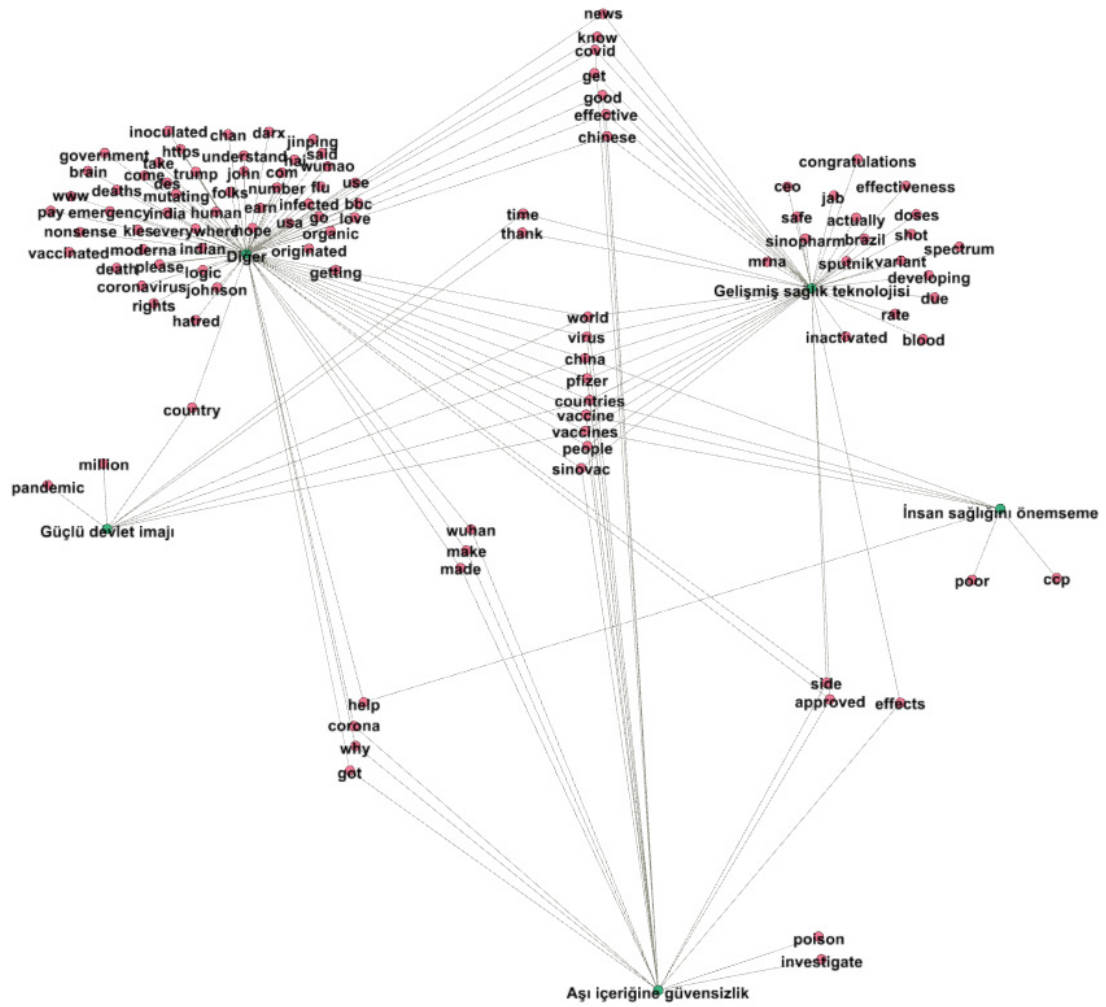 news
know
covid
get
good
effective
chinese
inoculated
chan
darx
jinping
government
https
understand
hai
said
take
wumao
brain
come
trump
john
com
des
www
deaths
mutating
folks
number
flu
use
pay
emergency
india
human
earn
infected
bbc
usa
go
love
nonsense
kles
everywhere
hope
organic
vaccinated
moderna
indian
Diğer
originated
death
please
logic
getting
coronavirus
johnson
rights
hatred
time
thank
congratulations
ceo
jab
effectiveness
safe
actually
doses
sinopharm
brazil
shot
spectrum
mrna
sputnik
variant
developing
Gelişmiş sağlık teknolojisi
due
rate
inactivated
blood
world
virus
china
pfizer
countries
vaccine
vaccines
people
sinovac
country
million
pandemic
Güçlü devlet imajı
wuhan
make
made
İnsan sağlığını önemseme
poor
ccp
help
corona
why
got
side
approved
effects
poison
investigate
Aşı içeriğine güvensizlik